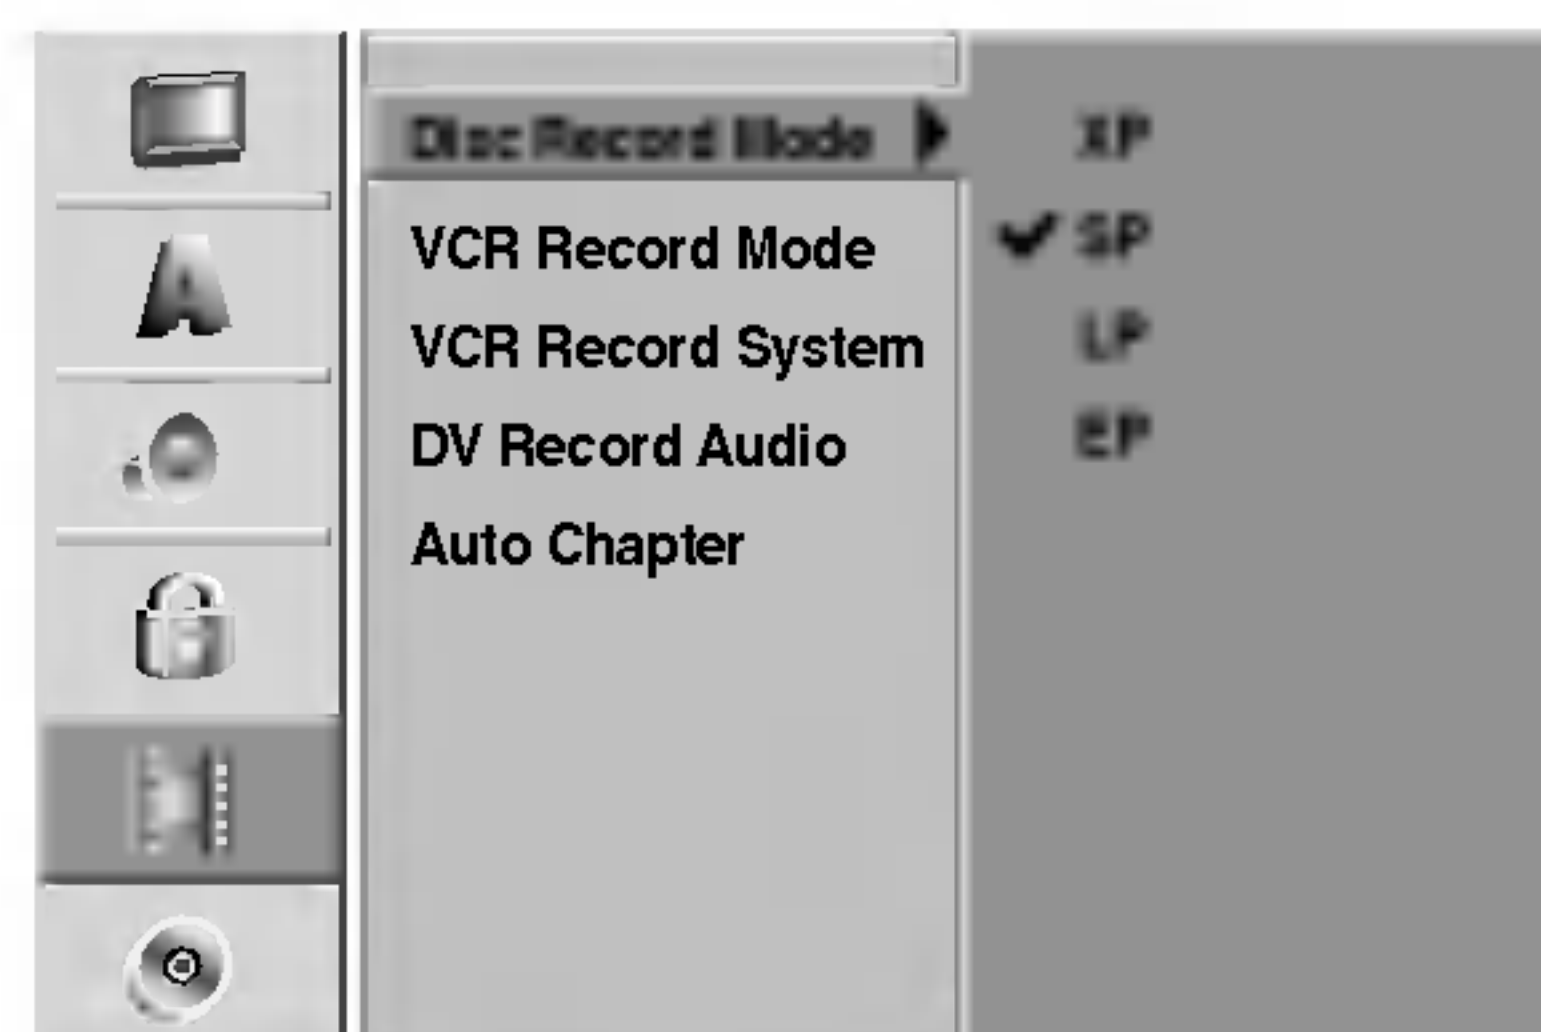 Disc Record Mode
VCR Record Mode
VCR Record System
DV Record Audio
Auto Chapter
XP
SP
LP
EP